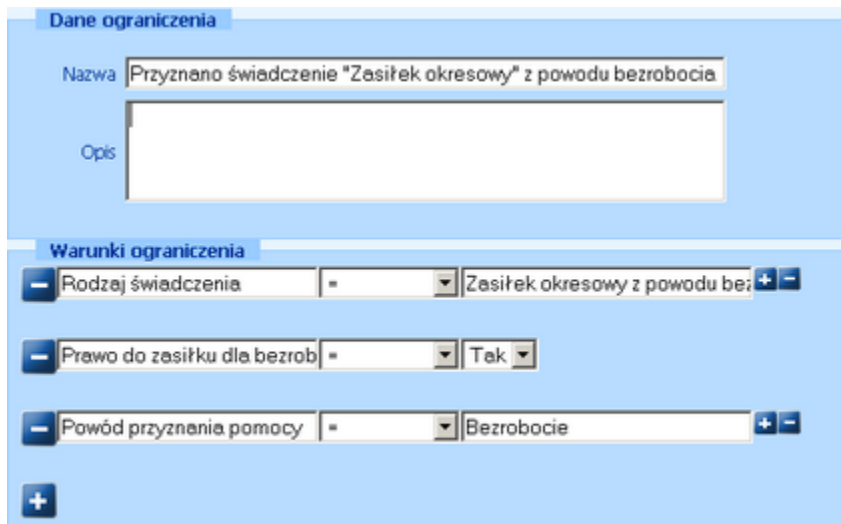 Dane ograniczenia
Nazwa Przyznano świadczenie "Zasiłek okresowy" z powodu bezrobocia
Opis
Warunki ograniczenia
Rodzaj świadczenia = Zasiłek okresowy z powodu bez
Prawo do zasiłku dla bezrob = Tak
Powód przyznania pomocy = Bezrobocie